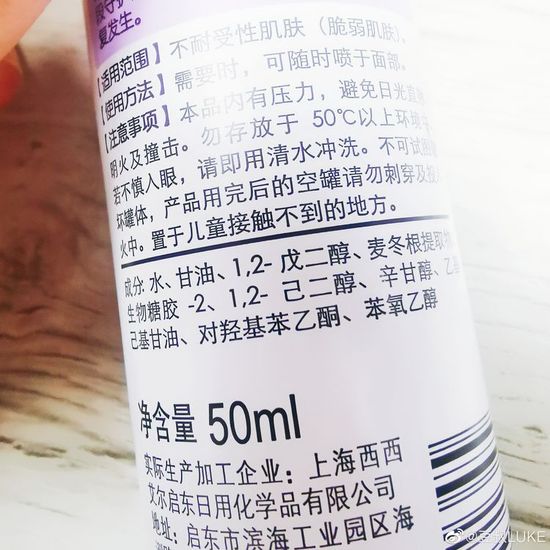 复发生。
【适用范围】不耐受性肌肤（脆弱肌肤）、
【使用方法】需要时，可随时喷于面部。
【注意事项】本品内有压力，避免日光直
明火及撞击。勿存放于 50℃以上环境
若不慎入眼，请即用清水冲洗。不可试图
坏罐体，产品用完后的空罐请勿刺穿及投
火中。置于儿童接触不到的地方。
成分: 水、甘油、1,2- 戊二醇、麦冬根提取
生物糖胶 -2、1,2- 己二醇、辛甘醇、乙
己基甘油、对羟基苯乙酮、苯氧乙醇
净含量 50ml
实际生产加工企业：上海西西
艾尔启东日用化学品有限公司
地址： 启东市滨海工业园区海
LUKE